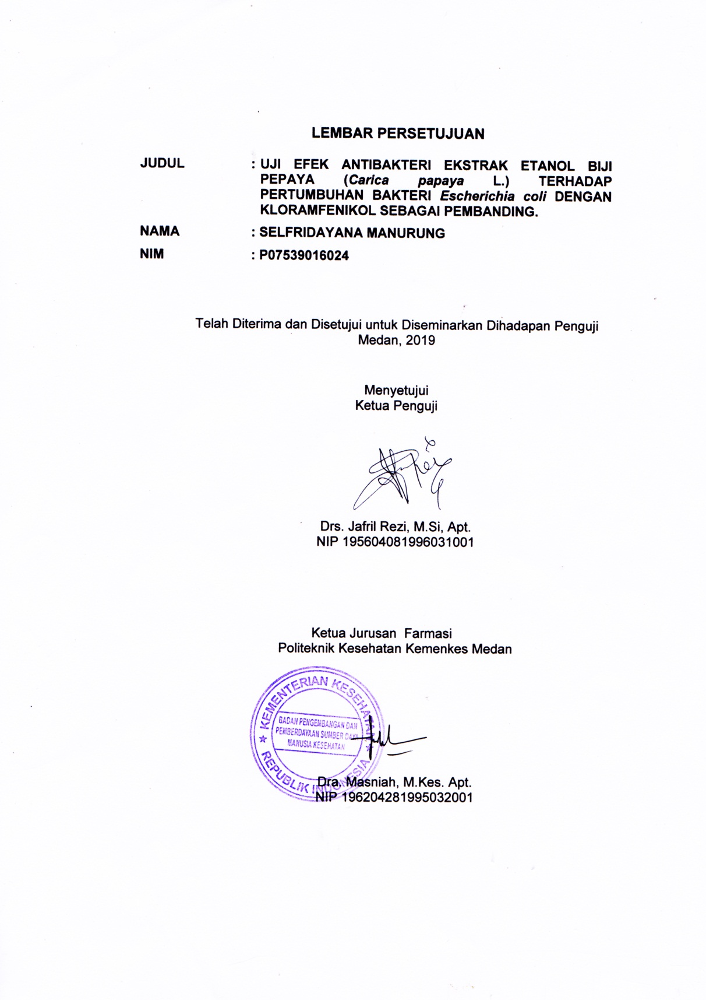 LEMBAR PERSETUJUAN
JUDUL : UJI EFEK ANTIBAKTERI EKSTRAK ETANOL BIJI
PEPAYA (Carica papaya L.) TERHADAP
PERTUMBUHAN BAKTERI Escherichia coli DENGAN
KLORAMFENIKOL SEBAGAI PEMBANDING.
NAMA : SELFRIDAYANA MANURUNG
NIM : P07539016024
Telah Diterima dan Disetujui untuk Diseminarkan Dihadapan Penguji
Medan, 2019
Menyetujui
Ketua Penguji
Drs. Jafril Rezi, M.Si, Apt.
NIP 195604081996031001
Ketua Jurusan Farmasi
Politeknik Kesehatan Kemenkes Medan
KEMENTERIAN KESEHATAN
BADAN PENGEMBANGAN DAN
PEMBERDAYAAN SUMBER DAYA
MANUSIA KESEHATAN
REPUBLIK INDONESIA
Dra. Masniah, M.Kes. Apt.
NIP 196204281995032001